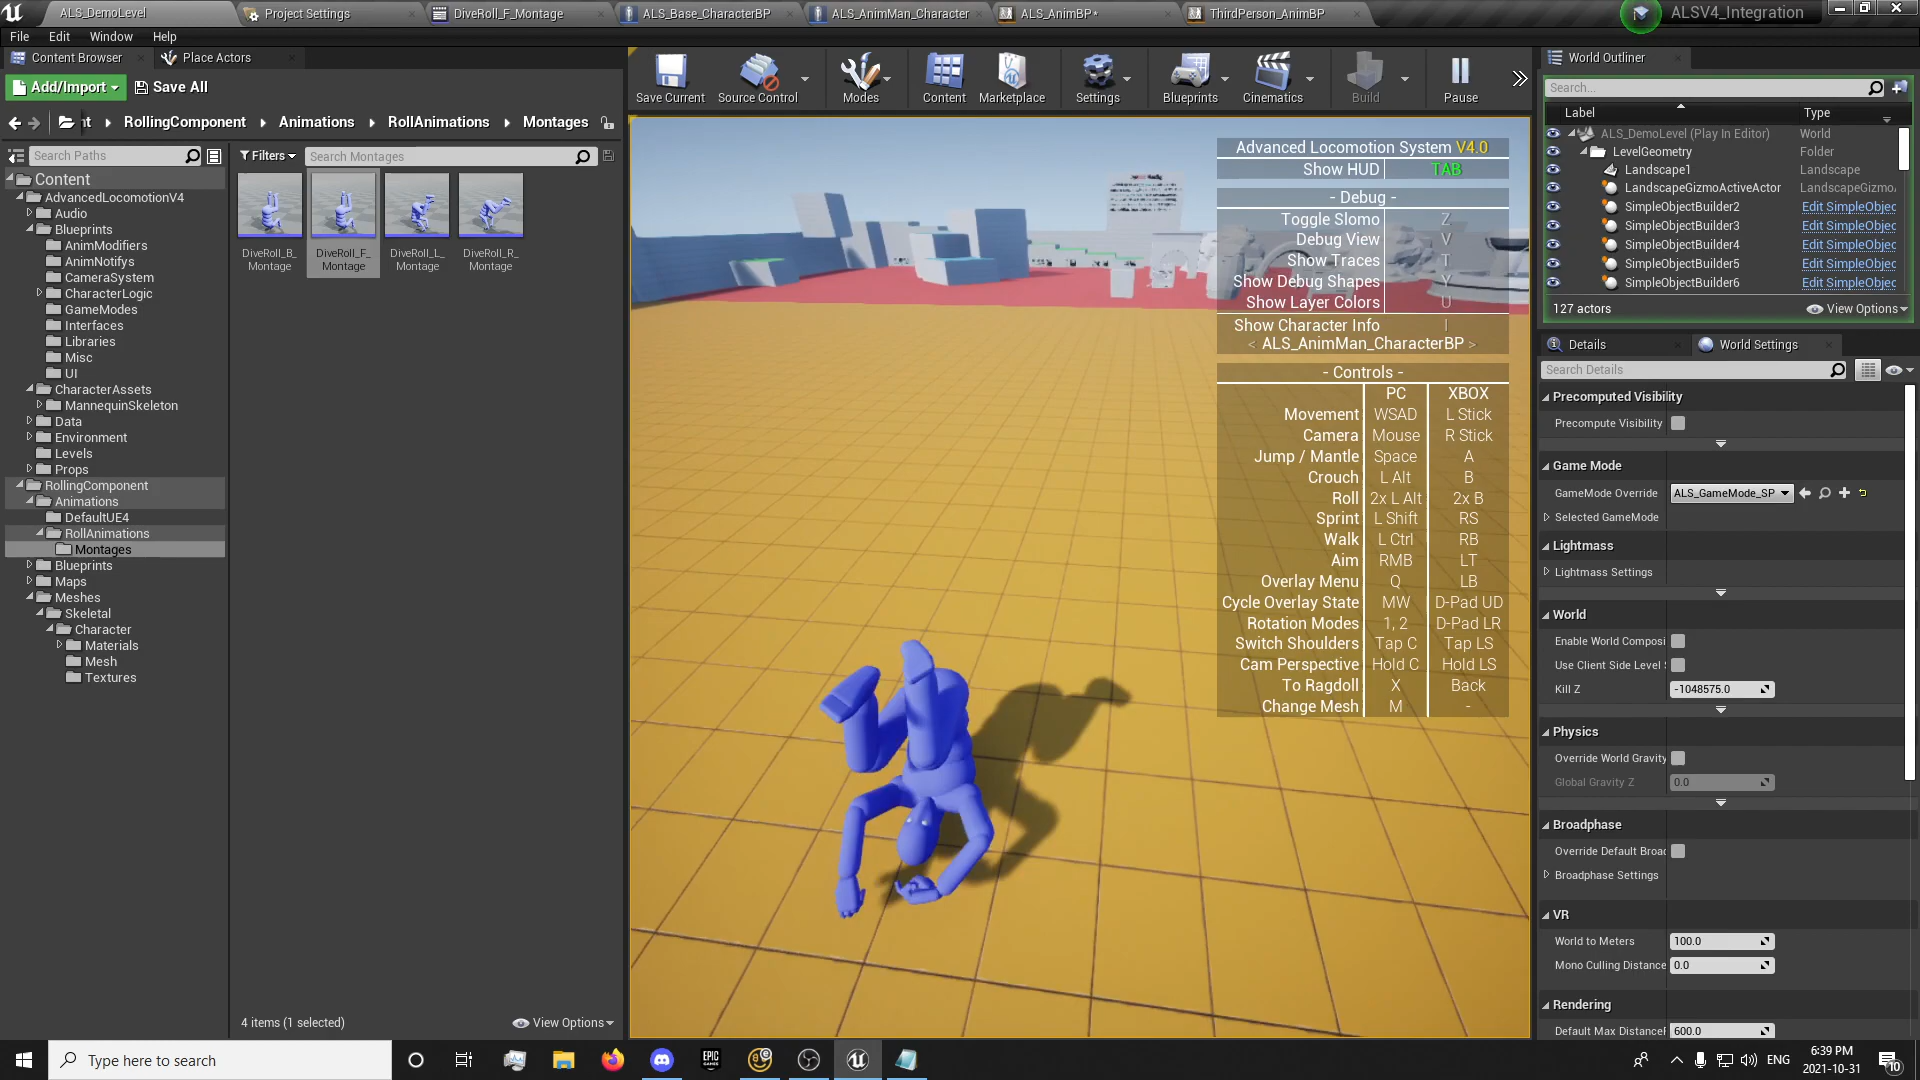 ALS_DemoLevel
Project Settings
DiveRoll_F_Montage
ALS_Base_CharacterBP
ALS_AnimMan_Character
ALS_AnimBP*
ThirdPerson_AnimBP
ALSV4_Integration
File Edit Window Help
Content Browser
Place Actors
Add/Import
Save All
nt RollingComponent Animations RollAnimations Montages
Search Paths
Filters
Search Montages
Content
AdvancedLocomotionV4
Audio
Blueprints
AnimModifiers
AnimNotifys
CameraSystem
CharacterLogic
GameModes
Interfaces
Libraries
Misc
UI
CharacterAssets
MannequinSkeleton
Data
Environment
Levels
Props
RollingComponent
Animations
DefaultUE4
RollAnimations
Montages
Blueprints
Maps
Meshes
Skeletal
Character
Materials
Mesh
Textures
DiveRoll_B_
Montage
DiveRoll_F_
Montage
DiveRoll_L_
Montage
DiveRoll_R_
Montage
4 items (1 selected)
View Options
Save Current
Source Control
Modes
Content
Marketplace
Settings
Blueprints
Cinematics
Build
Pause
Advanced Locomotion System V4.0
Show HUD TAB
- Debug -
Toggle Slomo Z
Debug View V
Show Traces T
Show Debug Shapes Y
Show Layer Colors U
Show Character Info I
< ALS_AnimMan_CharacterBP >
- Controls -
PC XBOX
Movement WSAD L Stick
Camera Mouse R Stick
Jump / Mantle Space A
Crouch L Alt B
Roll 2x L Alt 2x B
Sprint L Shift RS
Walk L Ctrl RB
Aim RMB LT
Overlay Menu Q LB
Cycle Overlay State MW D-Pad UD
Rotation Modes 1, 2 D-Pad LR
Switch Shoulders Tap C Tap LS
Cam Perspective Hold C Hold LS
To Ragdoll X Back
Change Mesh M -
World Outliner
Search...
Label Type
ALS_DemoLevel (Play In Editor) World
LevelGeometry Folder
Landscape1 Landscape
LandscapeGizmoActiveActor LandscapeGizmo
SimpleObjectBuilder2 Edit SimpleObjec
SimpleObjectBuilder3 Edit SimpleObjec
SimpleObjectBuilder4 Edit SimpleObjec
SimpleObjectBuilder5 Edit SimpleObjec
SimpleObjectBuilder6 Edit SimpleObjec
127 actors
View Options
Details
World Settings
Search Details
Precomputed Visibility
Precompute Visibility
Game Mode
GameMode Override ALS_GameMode_SP
Selected GameMode
Lightmass
Lightmass Settings
World
Enable World Composi
Use Client Side Level
Kill Z -1048575.0
Physics
Override World Gravity
Global Gravity Z 0.0
Broadphase
Override Default Broad
Broadphase Settings
VR
World to Meters 100.0
Mono Culling Distance 0.0
Rendering
Default Max DistanceF 600.0
Type here to search
EPIC
ENG
6:39 PM
2021-10-31
10